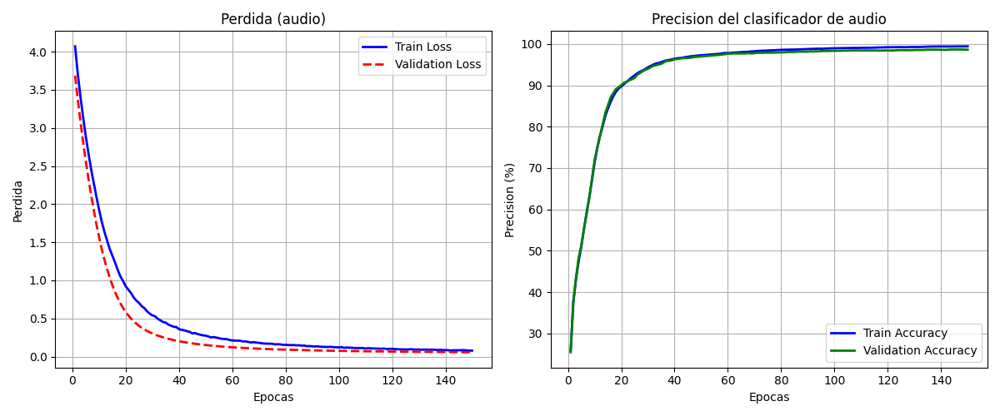 Perdida (audio)
Train Loss
Validation Loss
4.0
3.5
3.0
2.5
2.0
1.5
1.0
0.5
0.0
Perdida
0 20 40 60 80 100 120 140
Epocas
Precision del clasificador de audio
100
90
80
70
60
50
40
30
Precision (%)
Train Accuracy
Validation Accuracy
0 20 40 60 80 100 120 140
Epocas